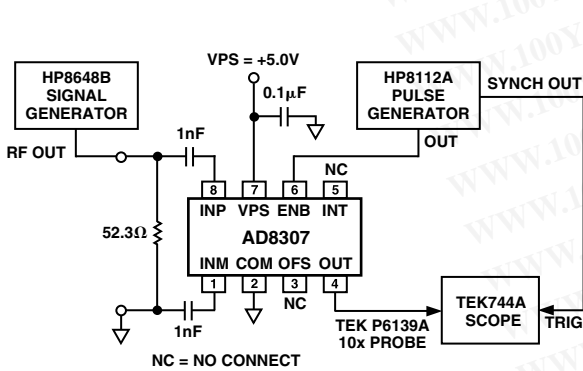 VPS = +5.0V
HP8648B
SIGNAL
GENERATOR
HP8112A
PULSE
GENERATOR
SYNCH OUT
0.1µF
OUT
RF OUT
1nF
NC
8
7
6
5
INP VPS ENB INT
AD8307
INM COM OFS OUT
1
2
3
4
52.3Ω
NC
1nF
TEK P6139A
10x PROBE
TEK744A
SCOPE
TRIG
NC = NO CONNECT